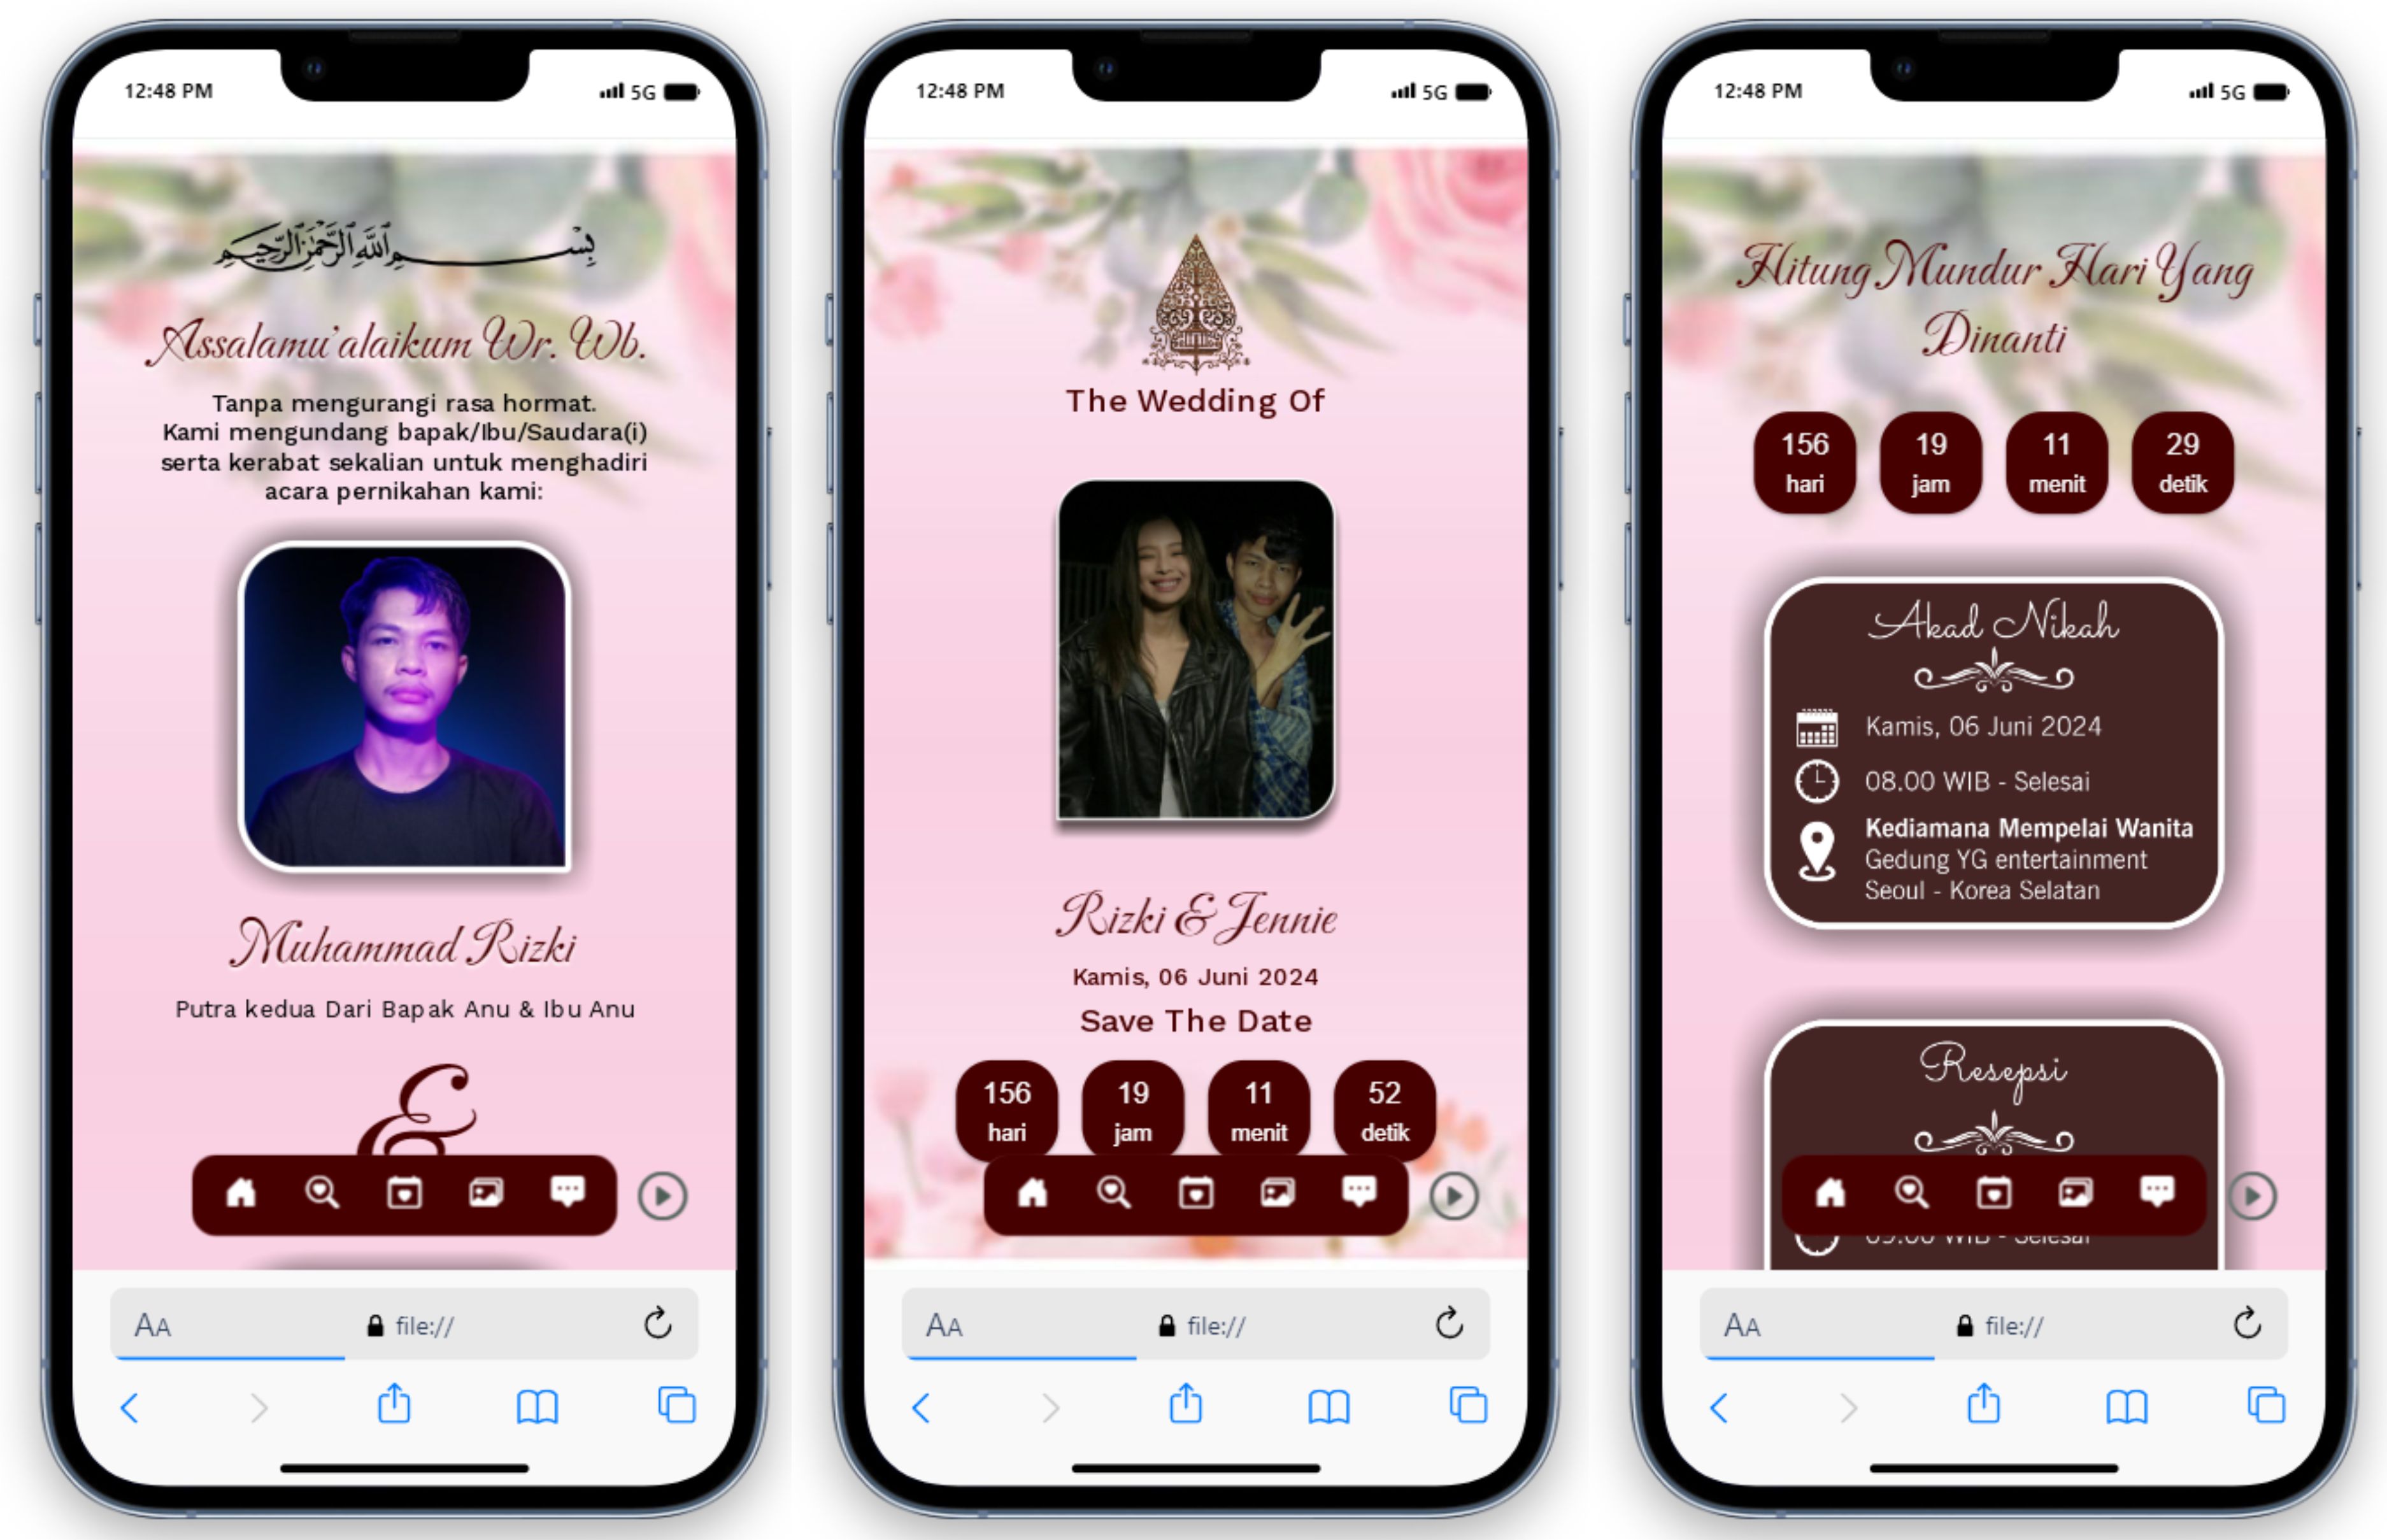 12:48 PM
5G
بِسْمِ اللَّهِ الرَّحْمَٰنِ الرَّحِيمِ
Assalamu'alaikum Wr. Wb.
Tanpa mengurangi rasa hormat.
Kami mengundang bapak/Ibu/Saudara(i)
serta kerabat sekalian untuk menghadiri
acara pernikahan kami:
Muhammad Rizki
Putra kedua Dari Bapak Anu & Ibu Anu
&
AA
file://
12:48 PM
5G
The Wedding Of
Rizki & Jennie
Kamis, 06 Juni 2024
Save The Date
156 19 11 52
hari jam menit detik
AA
file://
12:48 PM
5G
Hitung Mundur Hari Yang
Dinanti
156 19 11 29
hari jam menit detik
Akad Nikah
Kamis, 06 Juni 2024
08.00 WIB - Selesai
Kediamana Mempelai Wanita
Gedung YG entertainment
Seoul - Korea Selatan
Resepsi
09.00 WIB - Selesai
AA
file://